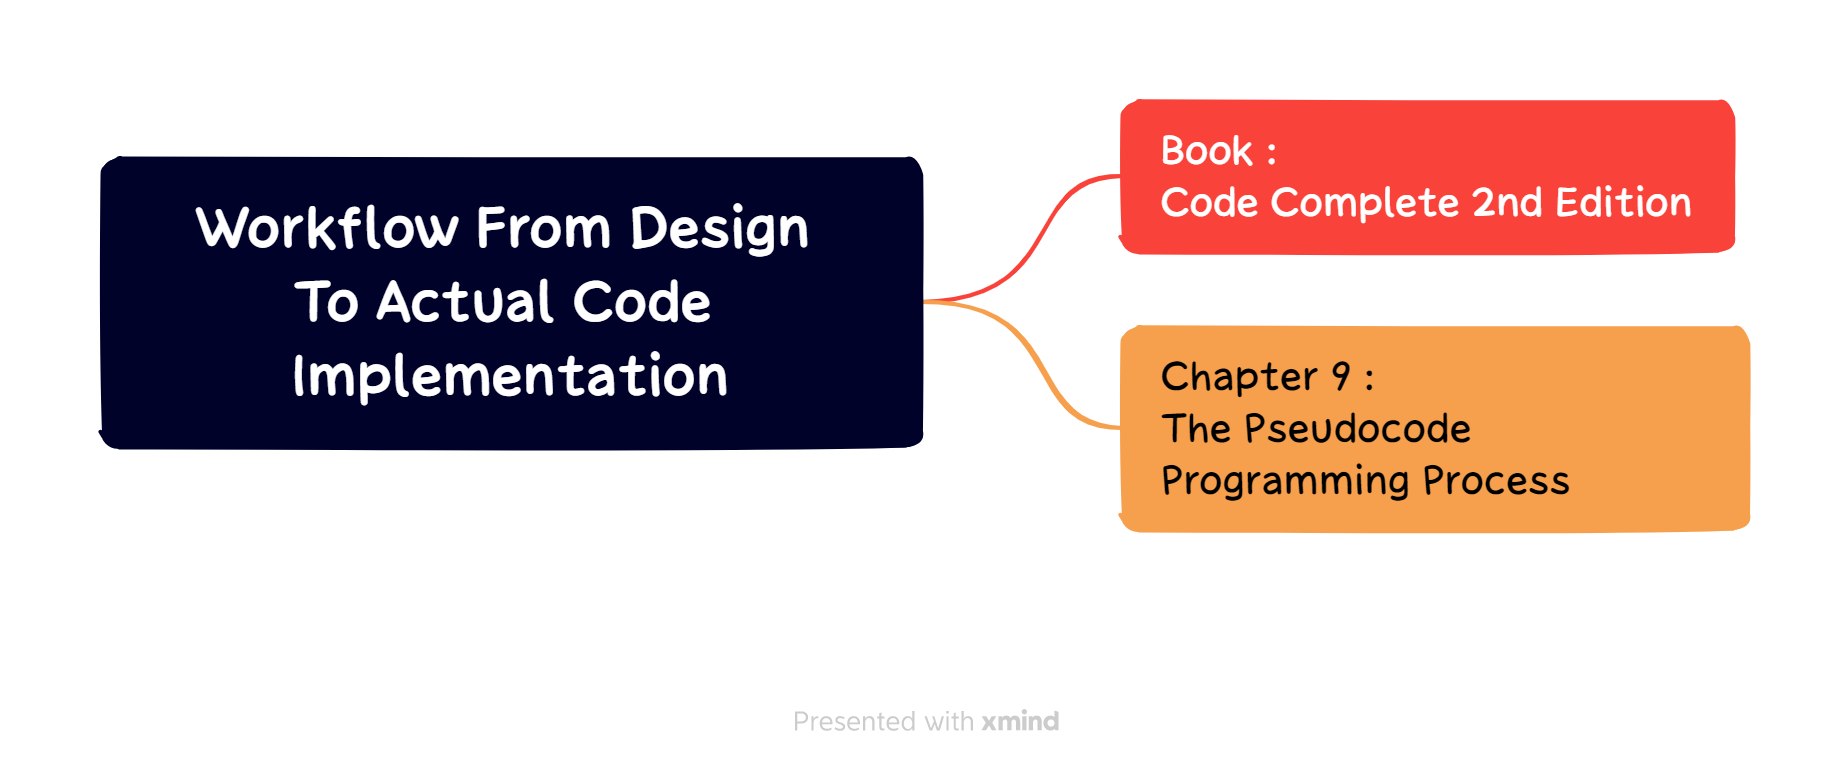 Workflow From Design
To Actual Code
Implementation
Book :
Code Complete 2nd Edition
Chapter 9 :
The Pseudocode
Programming Process
Presented with xmind